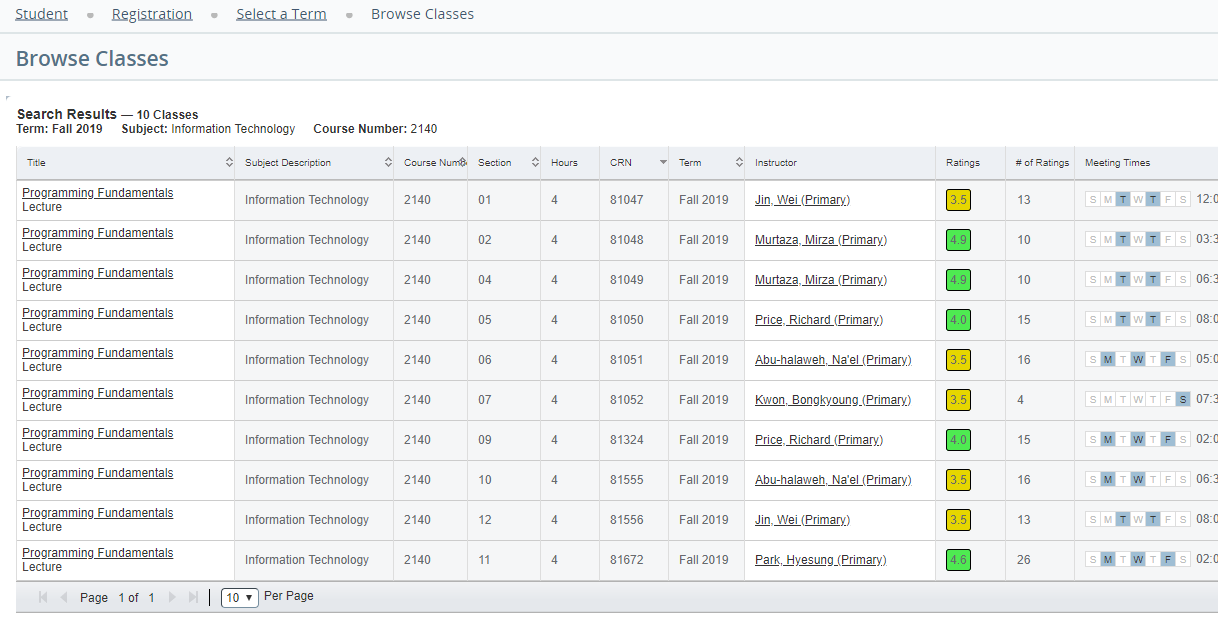 Student Registration Select a Term Browse Classes
Browse Classes
Search Results — 10 Classes
Term: Fall 2019 Subject: Information Technology Course Number: 2140
Title Subject Description Course Num Section Hours CRN Term Instructor Ratings # of Ratings Meeting Times
Programming Fundamentals
Lecture
Information Technology 2140 01 4 81047 Fall 2019 Jin, Wei (Primary) 3.5 13 S M T W T F S 12:0
Programming Fundamentals
Lecture
Information Technology 2140 02 4 81048 Fall 2019 Murtaza, Mirza (Primary) 4.9 10 S M T W T F S 03:3
Programming Fundamentals
Lecture
Information Technology 2140 04 4 81049 Fall 2019 Murtaza, Mirza (Primary) 4.9 10 S M T W T F S 06:3
Programming Fundamentals
Lecture
Information Technology 2140 05 4 81050 Fall 2019 Price, Richard (Primary) 4.0 15 S M T W T F S 08:0
Programming Fundamentals
Lecture
Information Technology 2140 06 4 81051 Fall 2019 Abu-halaweh, Na'el (Primary) 3.5 16 S M T W T F S 05:0
Programming Fundamentals
Lecture
Information Technology 2140 07 4 81052 Fall 2019 Kwon, Bongkyoung (Primary) 3.5 4 S M T W T F S 07:3
Programming Fundamentals
Lecture
Information Technology 2140 09 4 81324 Fall 2019 Price, Richard (Primary) 4.0 15 S M T W T F S 02:0
Programming Fundamentals
Lecture
Information Technology 2140 10 4 81555 Fall 2019 Abu-halaweh, Na'el (Primary) 3.5 16 S M T W T F S 06:3
Programming Fundamentals
Lecture
Information Technology 2140 12 4 81556 Fall 2019 Jin, Wei (Primary) 3.5 13 S M T W T F S 08:0
Programming Fundamentals
Lecture
Information Technology 2140 11 4 81672 Fall 2019 Park, Hyesung (Primary) 4.6 26 S M T W T F S 02:0
Page 1 of 1 10 Per Page